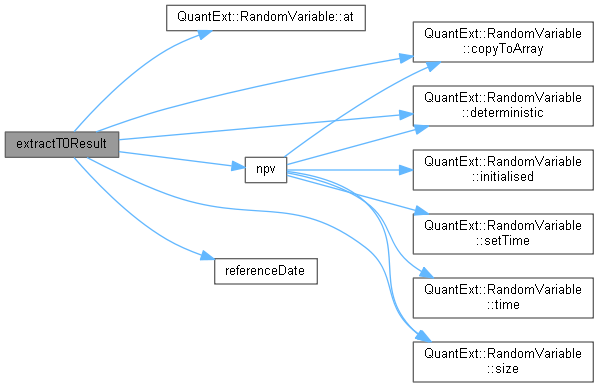 extractT0Result
QuantExt::RandomVariable::at
npv
referenceDate
QuantExt::RandomVariable
::copyToArray
QuantExt::RandomVariable
::deterministic
QuantExt::RandomVariable
::initialised
QuantExt::RandomVariable
::setTime
QuantExt::RandomVariable
::time
QuantExt::RandomVariable
::size